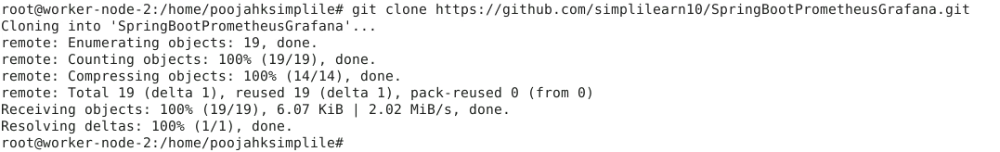 root@worker-node-2:/home/poojahksimplile# git clone https://github.com/simplilearn10/SpringBootPrometheusGrafana.git
Cloning into 'SpringBootPrometheusGrafana'...
remote: Enumerating objects: 19, done.
remote: Counting objects: 100% (19/19), done.
remote: Compressing objects: 100% (14/14), done.
remote: Total 19 (delta 1), reused 19 (delta 1), pack-reused 0 (from 0)
Receiving objects: 100% (19/19), 6.07 KiB | 2.02 MiB/s, done.
Resolving deltas: 100% (1/1), done.
root@worker-node-2:/home/poojahksimplile#